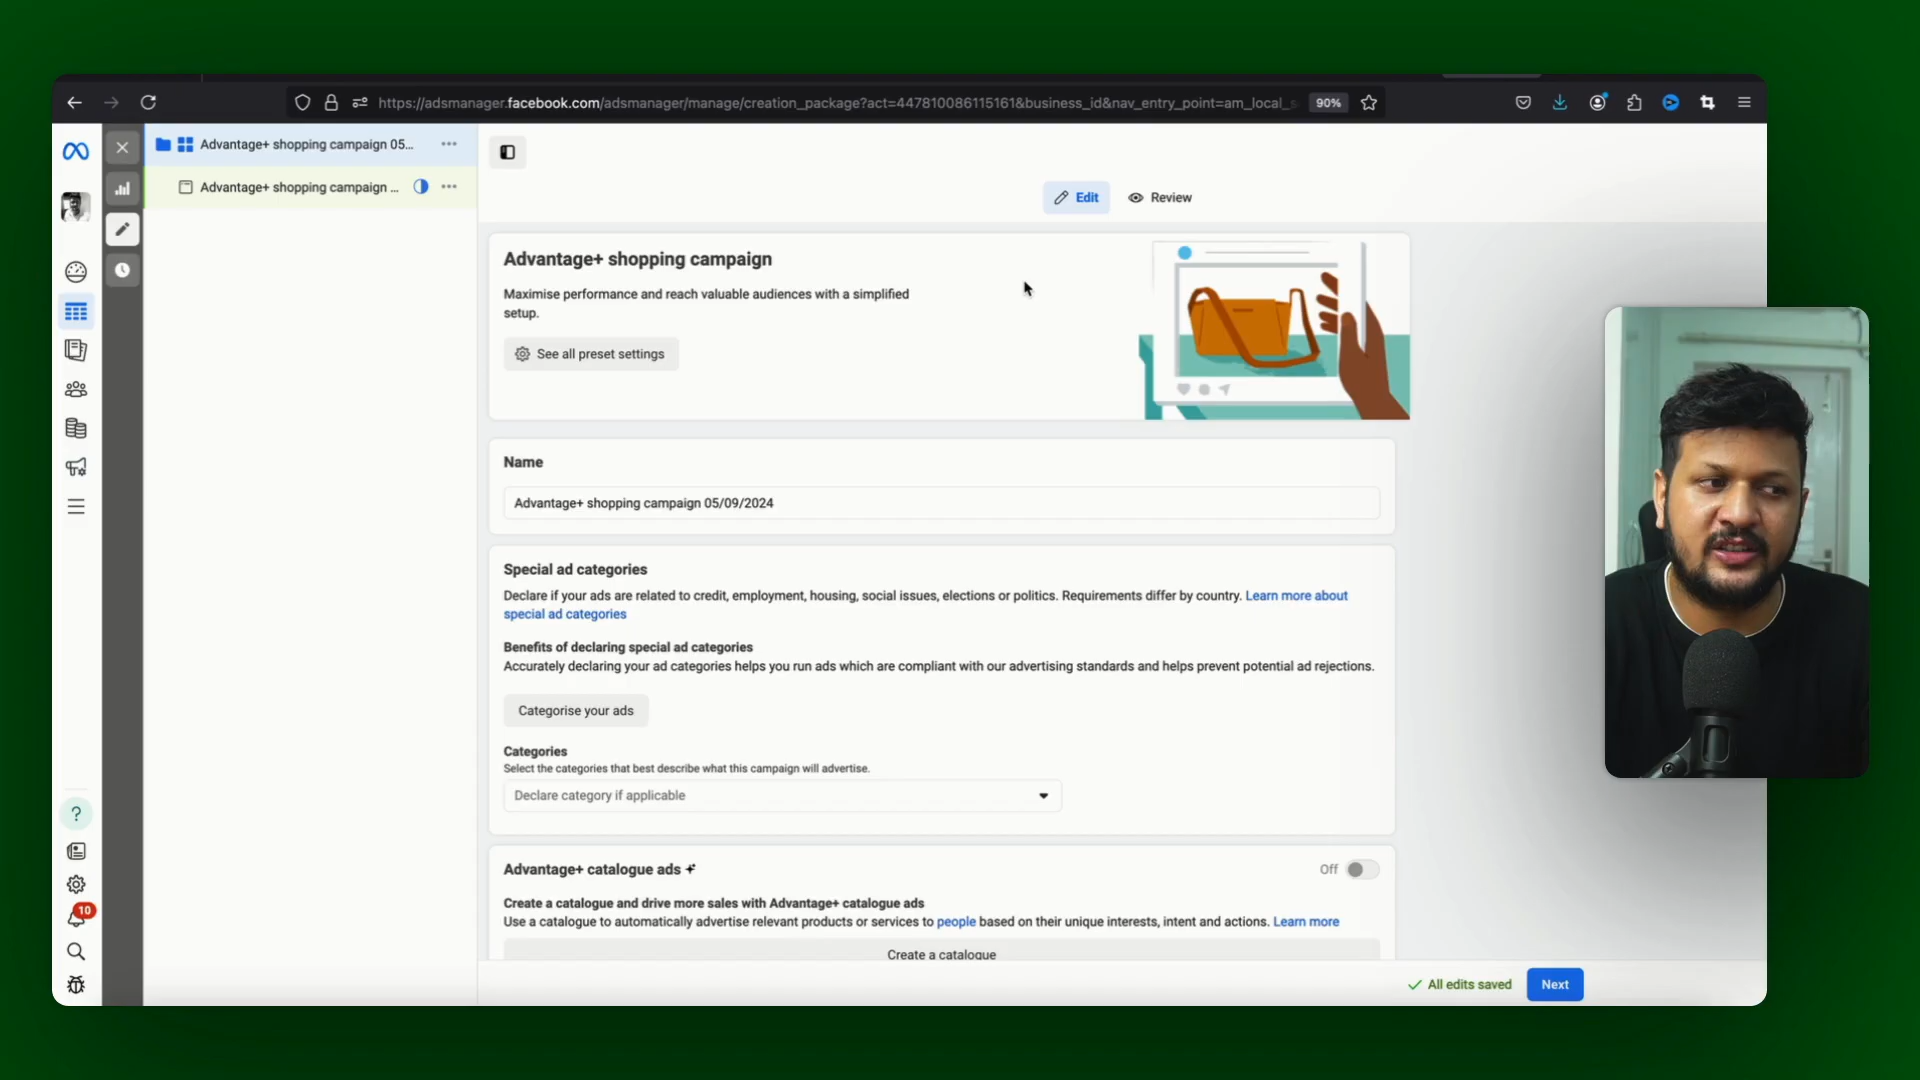 https://adsmanager.facebook.com/adsmanager/manage/creation_package?act=447810086115161&business_id&nav_entry_point=am_local_s
90%
Advantage+ shopping campaign 05...
Advantage+ shopping campaign ...
Edit
Review
Advantage+ shopping campaign
Maximise performance and reach valuable audiences with a simplified
setup.
See all preset settings
Name
Advantage+ shopping campaign 05/09/2024
Special ad categories
Declare if your ads are related to credit, employment, housing, social issues, elections or politics. Requirements differ by country. Learn more about
special ad categories
Benefits of declaring special ad categories
Accurately declaring your ad categories helps you run ads which are compliant with our advertising standards and helps prevent potential ad rejections.
Categorise your ads
Categories
Select the categories that best describe what this campaign will advertise.
Declare category if applicable
Advantage+ catalogue ads
Off
Create a catalogue and drive more sales with Advantage+ catalogue ads
Use a catalogue to automatically advertise relevant products or services to people based on their unique interests, intent and actions. Learn more
Create a catalogue
?
10
All edits saved
Next